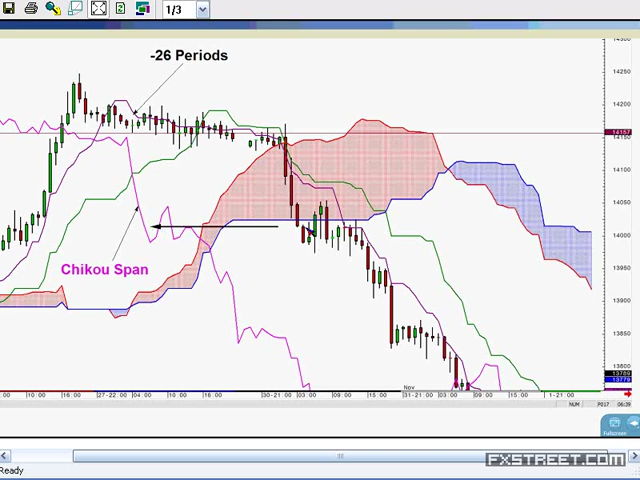 1/3
-26 Periods
14300
14250
14200
14157
14100
14050
14000
13950
13900
13850
13800
13789
13779
Chikou Span
Nov
10:00 16:00 27-22:00 04:00 10:00 16:00 30-21:00 03:00 09:00 15:00 31-21:00 03:00 09:00 15:00 1-21:00
NUM
Fullscreen
Ready
FXSTREET.COM